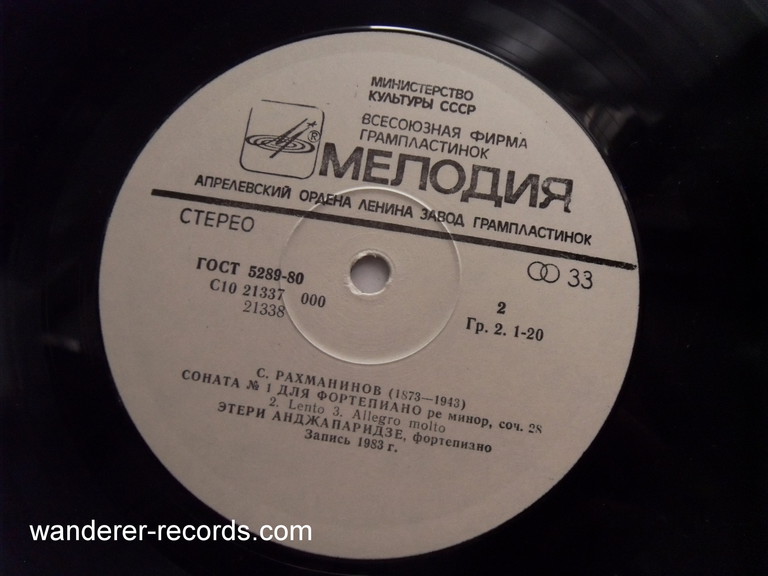 МИНИСТЕРСТВО
КУЛЬТУРЫ СССР
ВСЕСОЮЗНАЯ ФИРМА
ГРАМПЛАСТИНОК
®
МЕЛОДИЯ
АПРЕЛЕВСКИЙ ОРДЕНА ЛЕНИНА ЗАВОД ГРАМПЛАСТИНОК
СТЕРЕО
33
ГОСТ 5289-80
С10 21337 000
21338
2
Гр. 2. 1-20
С. РАХМАНИНОВ (1873—1943)
СОНАТА № 1 ДЛЯ ФОРТЕПИАНО ре минор, соч. 28
2. Lento 3. Allegro molto
ЭТЕРИ АНДЖАПАРИДЗЕ, фортепиано
Запись 1983 г.
wanderer-records.com